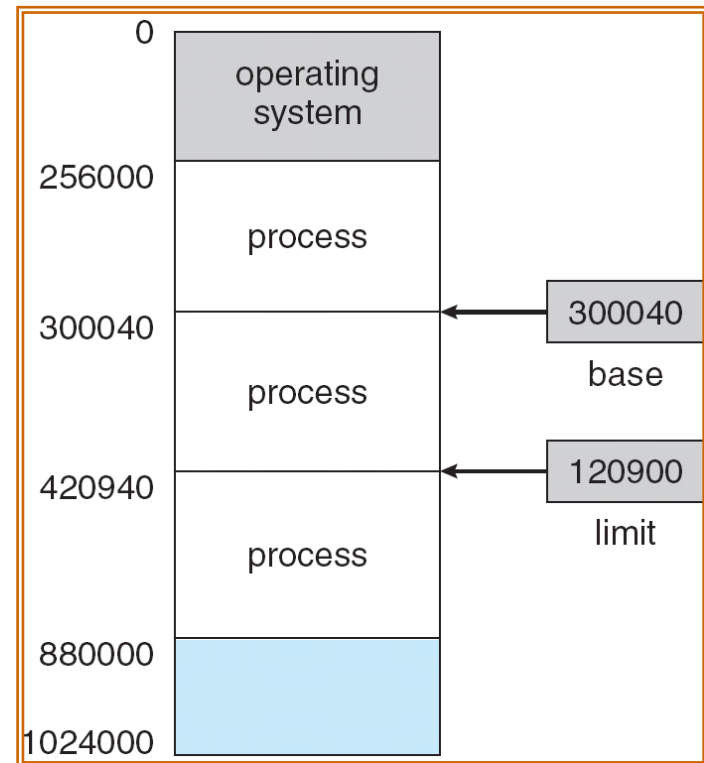 0
operating
system
256000
process
300040
300040
base
process
120900
420940
limit
process
880000
1024000